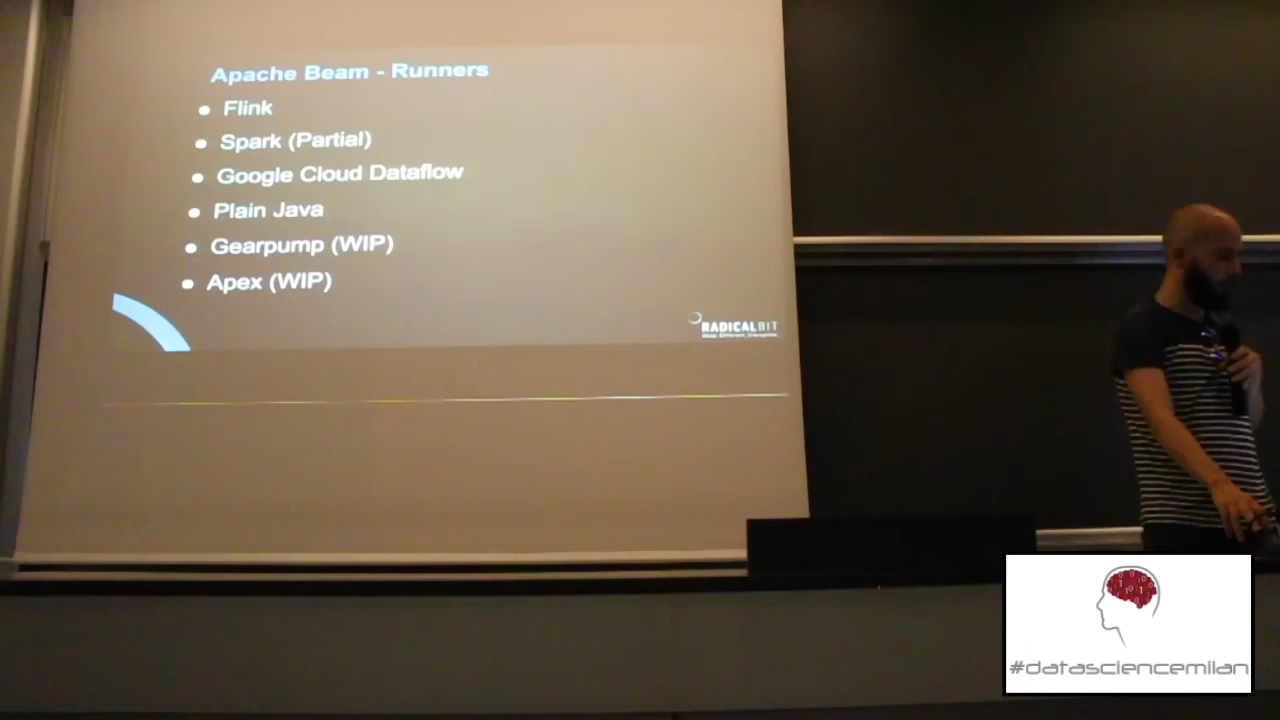 Apache Beam - Runners
Flink
Spark (Partial)
Google Cloud Dataflow
Plain Java
Gearpump (WIP)
Apex (WIP)
RADICALBIT
#datasciencemilan